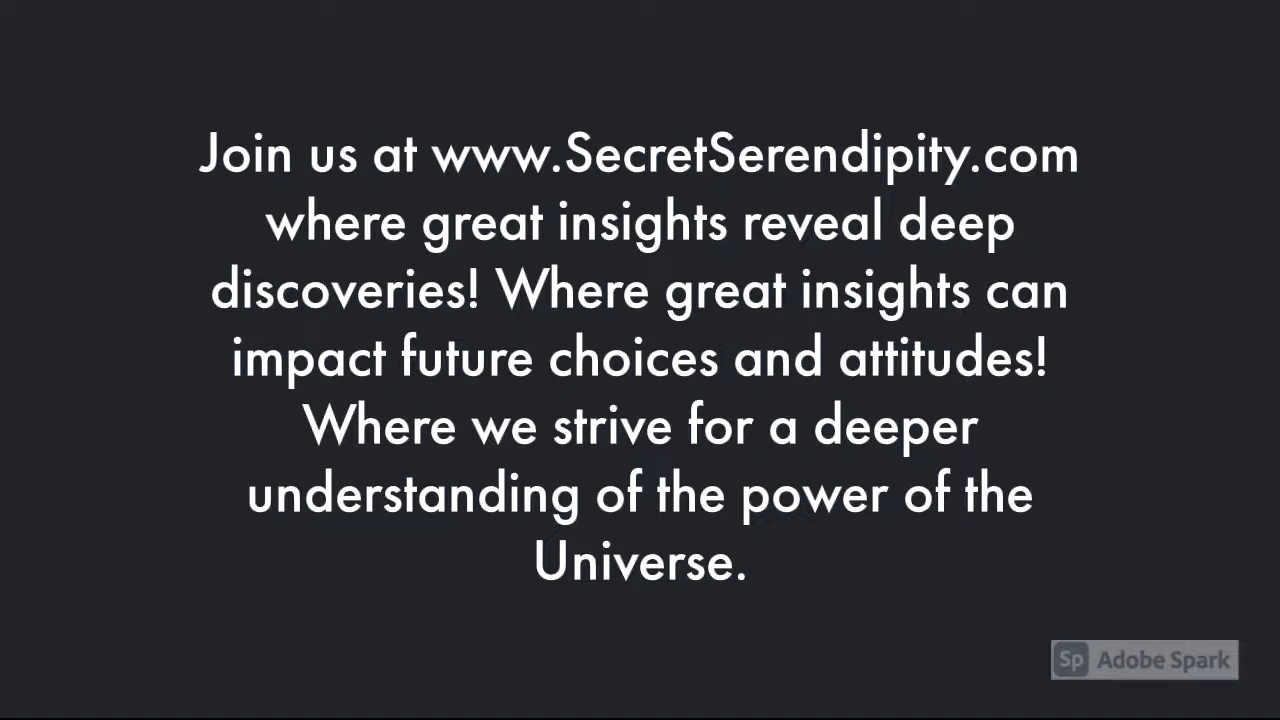 Join us at www.SecretSerendipity.com
where great insights reveal deep
discoveries! Where great insights can
impact future choices and attitudes!
Where we strive for a deeper
understanding of the power of the
Universe.
Sp Adobe Spark